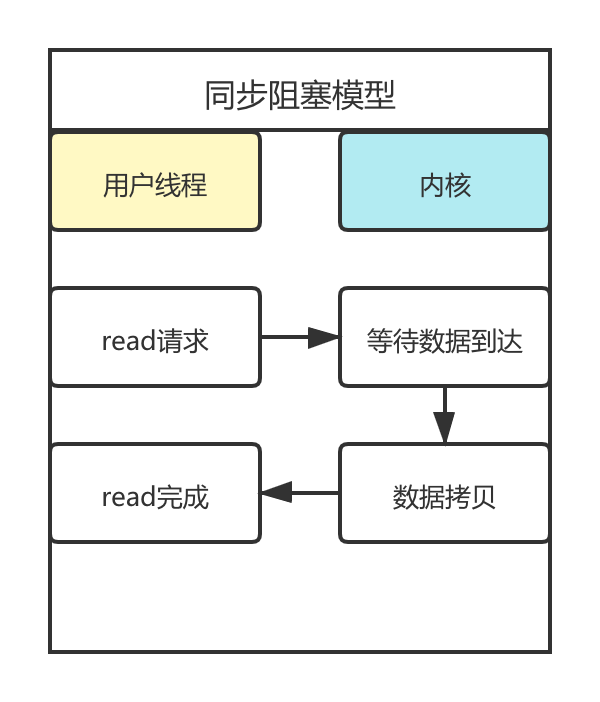 同步阻塞模型
用户线程
内核
read请求
等待数据到达
read完成
数据拷贝